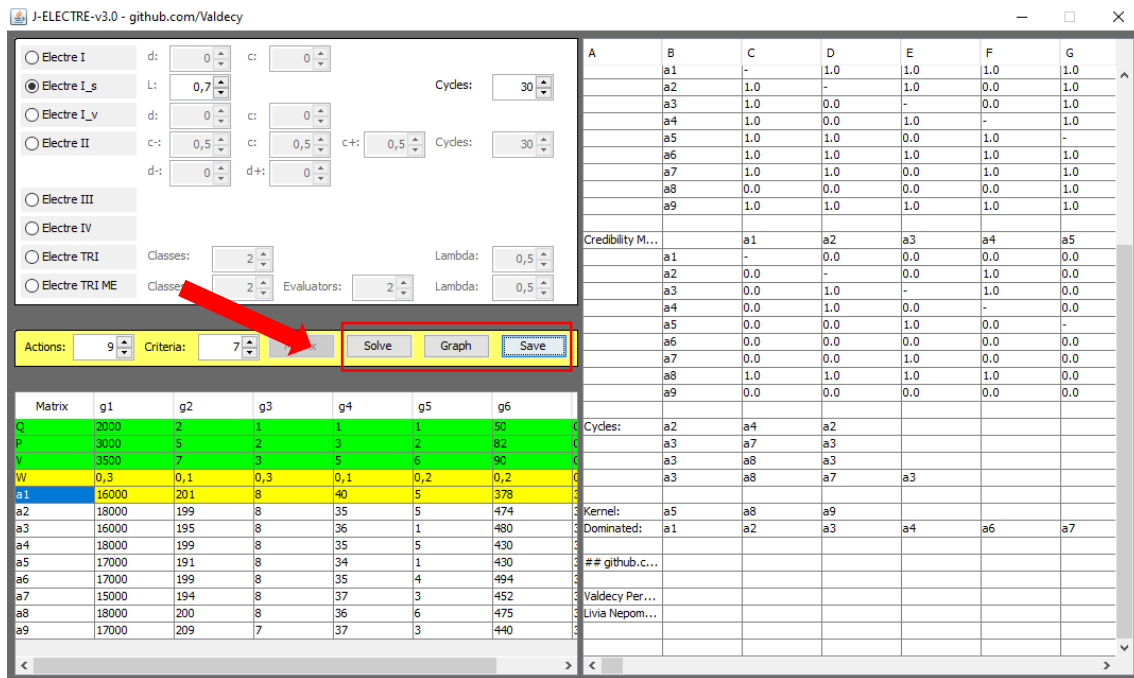 J-ELECTRE-v3.0 - github.com/Valdecy
Electre I d: 0 c: 0
Electre I_s L: 0,7 Cycles: 30
Electre I_v d: 0 c: 0
Electre II c-: 0,5 c: 0,5 c+: 0,5 Cycles: 30
d-: 0 d+: 0
Electre III
Electre IV
Electre TRI Classes: 2 Lambda: 0,5
Electre TRI ME Classes 2 Evaluators: 2 Lambda: 0,5
Actions: 9 Criteria: 7 Solve Graph Save
Matrix g1 g2 g3 g4 g5 g6
Q 2000 2 1 1 1 50
P 3000 5 2 3 2 82
V 3500 7 3 5 6 90
W 0,3 0,1 0,3 0,1 0,2 0,2
a1 16000 201 8 40 5 378
a2 18000 199 8 35 5 474
a3 16000 195 8 36 1 480
a4 18000 199 8 35 5 430
a5 17000 191 8 34 1 430
a6 17000 199 8 35 4 494
a7 15000 194 8 37 3 452
a8 18000 200 8 36 6 475
a9 17000 209 7 37 3 440
A B C D E F G
a1 - 1.0 1.0 1.0 1.0
a2 1.0 - 1.0 0.0 1.0
a3 1.0 0.0 - 0.0 1.0
a4 1.0 0.0 1.0 - 1.0
a5 1.0 1.0 0.0 1.0 -
a6 1.0 1.0 1.0 1.0 1.0
a7 1.0 1.0 0.0 1.0 1.0
a8 0.0 0.0 0.0 0.0 1.0
a9 1.0 1.0 1.0 1.0 1.0
Credibility M... a1 a2 a3 a4 a5
a1 - 0.0 0.0 0.0 0.0
a2 0.0 - 0.0 1.0 0.0
a3 0.0 1.0 - 1.0 0.0
a4 0.0 1.0 0.0 - 0.0
a5 0.0 0.0 1.0 0.0 -
a6 0.0 0.0 0.0 0.0 0.0
a7 0.0 0.0 1.0 0.0 0.0
a8 1.0 1.0 1.0 1.0 0.0
a9 0.0 0.0 0.0 0.0 0.0
Cycles: a2 a4 a2
a3 a7 a3
a3 a8 a3
a3 a8 a7 a3
Kernel: a5 a8 a9
Dominated: a1 a2 a3 a4 a6 a7
## github.c...
Valdecy Per...
Livia Nepom...